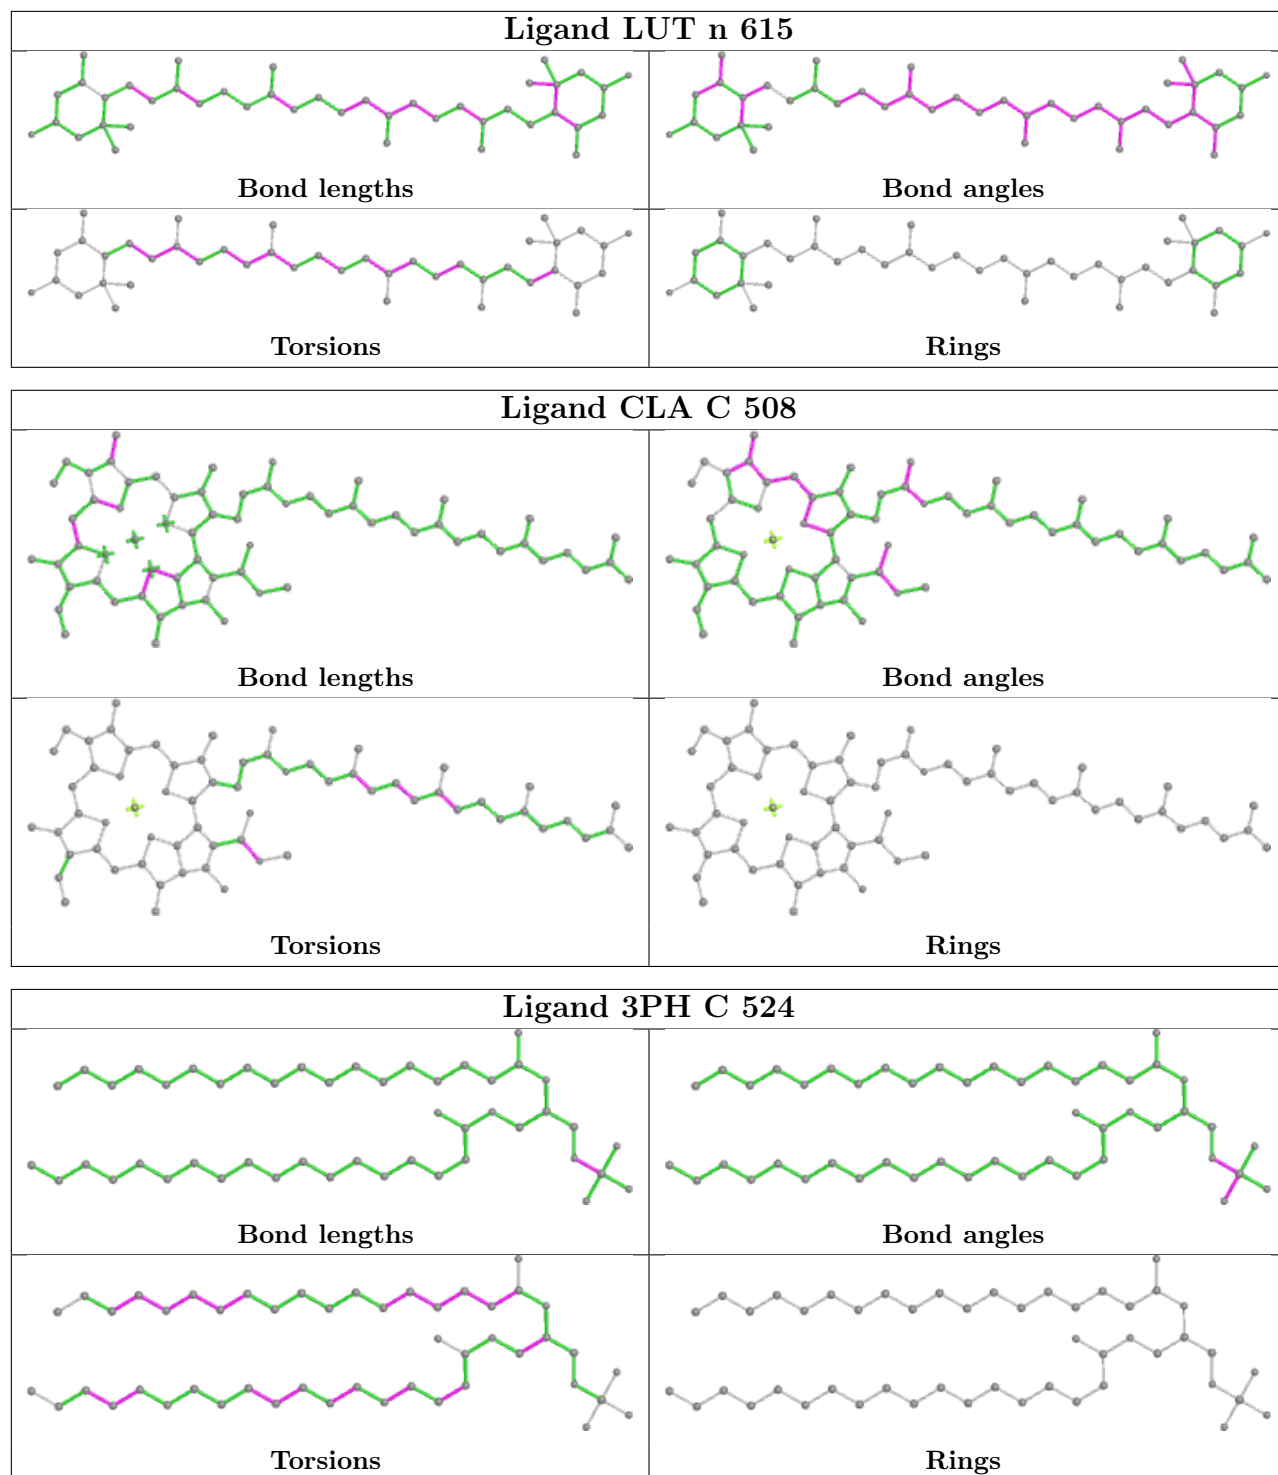 Ligand LUT n 615
Bond lengths
Bond angles
Torsions
Rings
Ligand CLA C 508
Bond lengths
Bond angles
Torsions
Rings
Ligand 3PH C 524
Bond lengths
Bond angles
Torsions
Rings